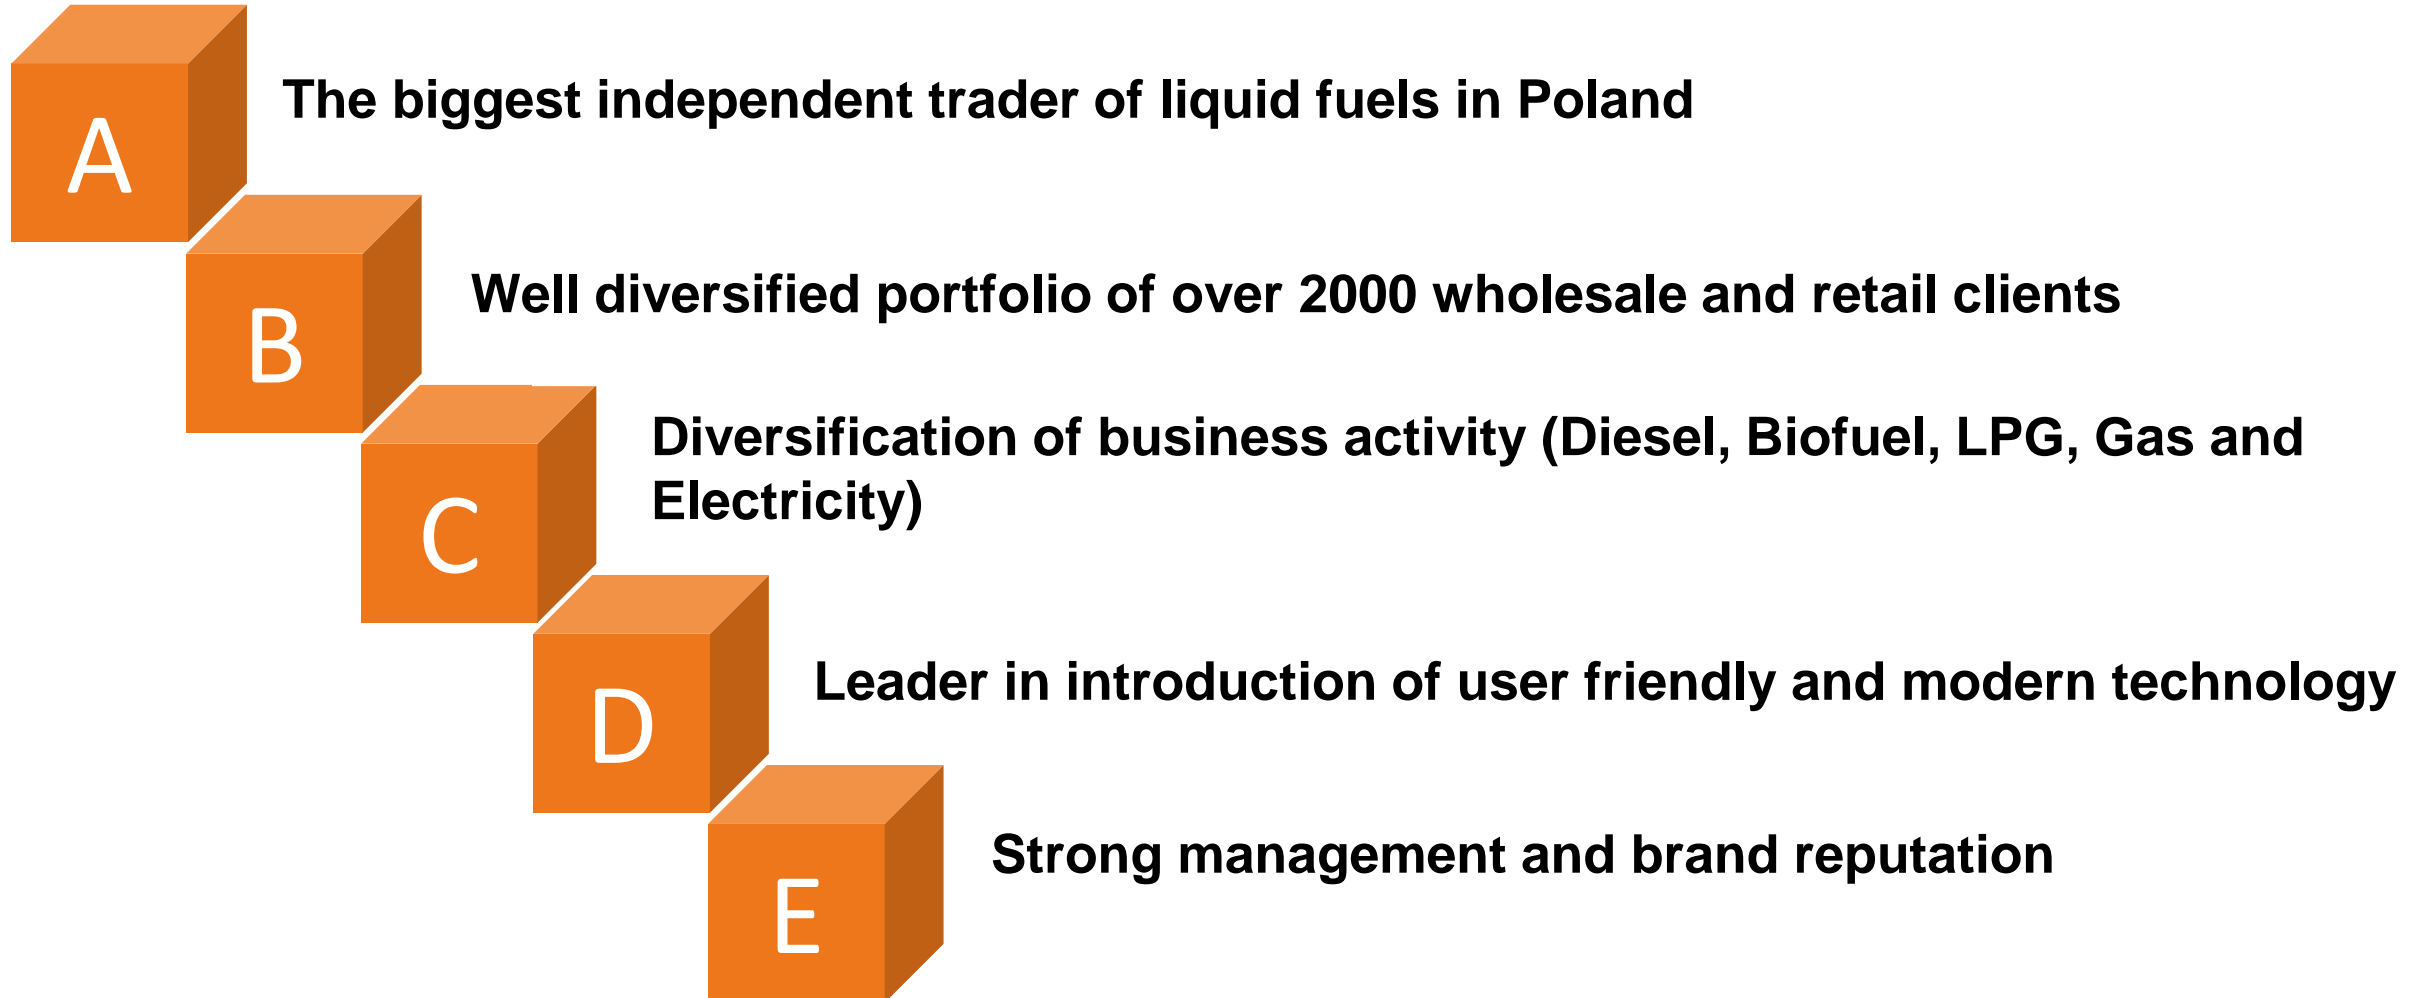 A
The biggest independent trader of liquid fuels in Poland
B
Well diversified portfolio of over 2000 wholesale and retail clients
C
Diversification of business activity (Diesel, Biofuel, LPG, Gas and
Electricity)
D
Leader in introduction of user friendly and modern technology
E
Strong management and brand reputation